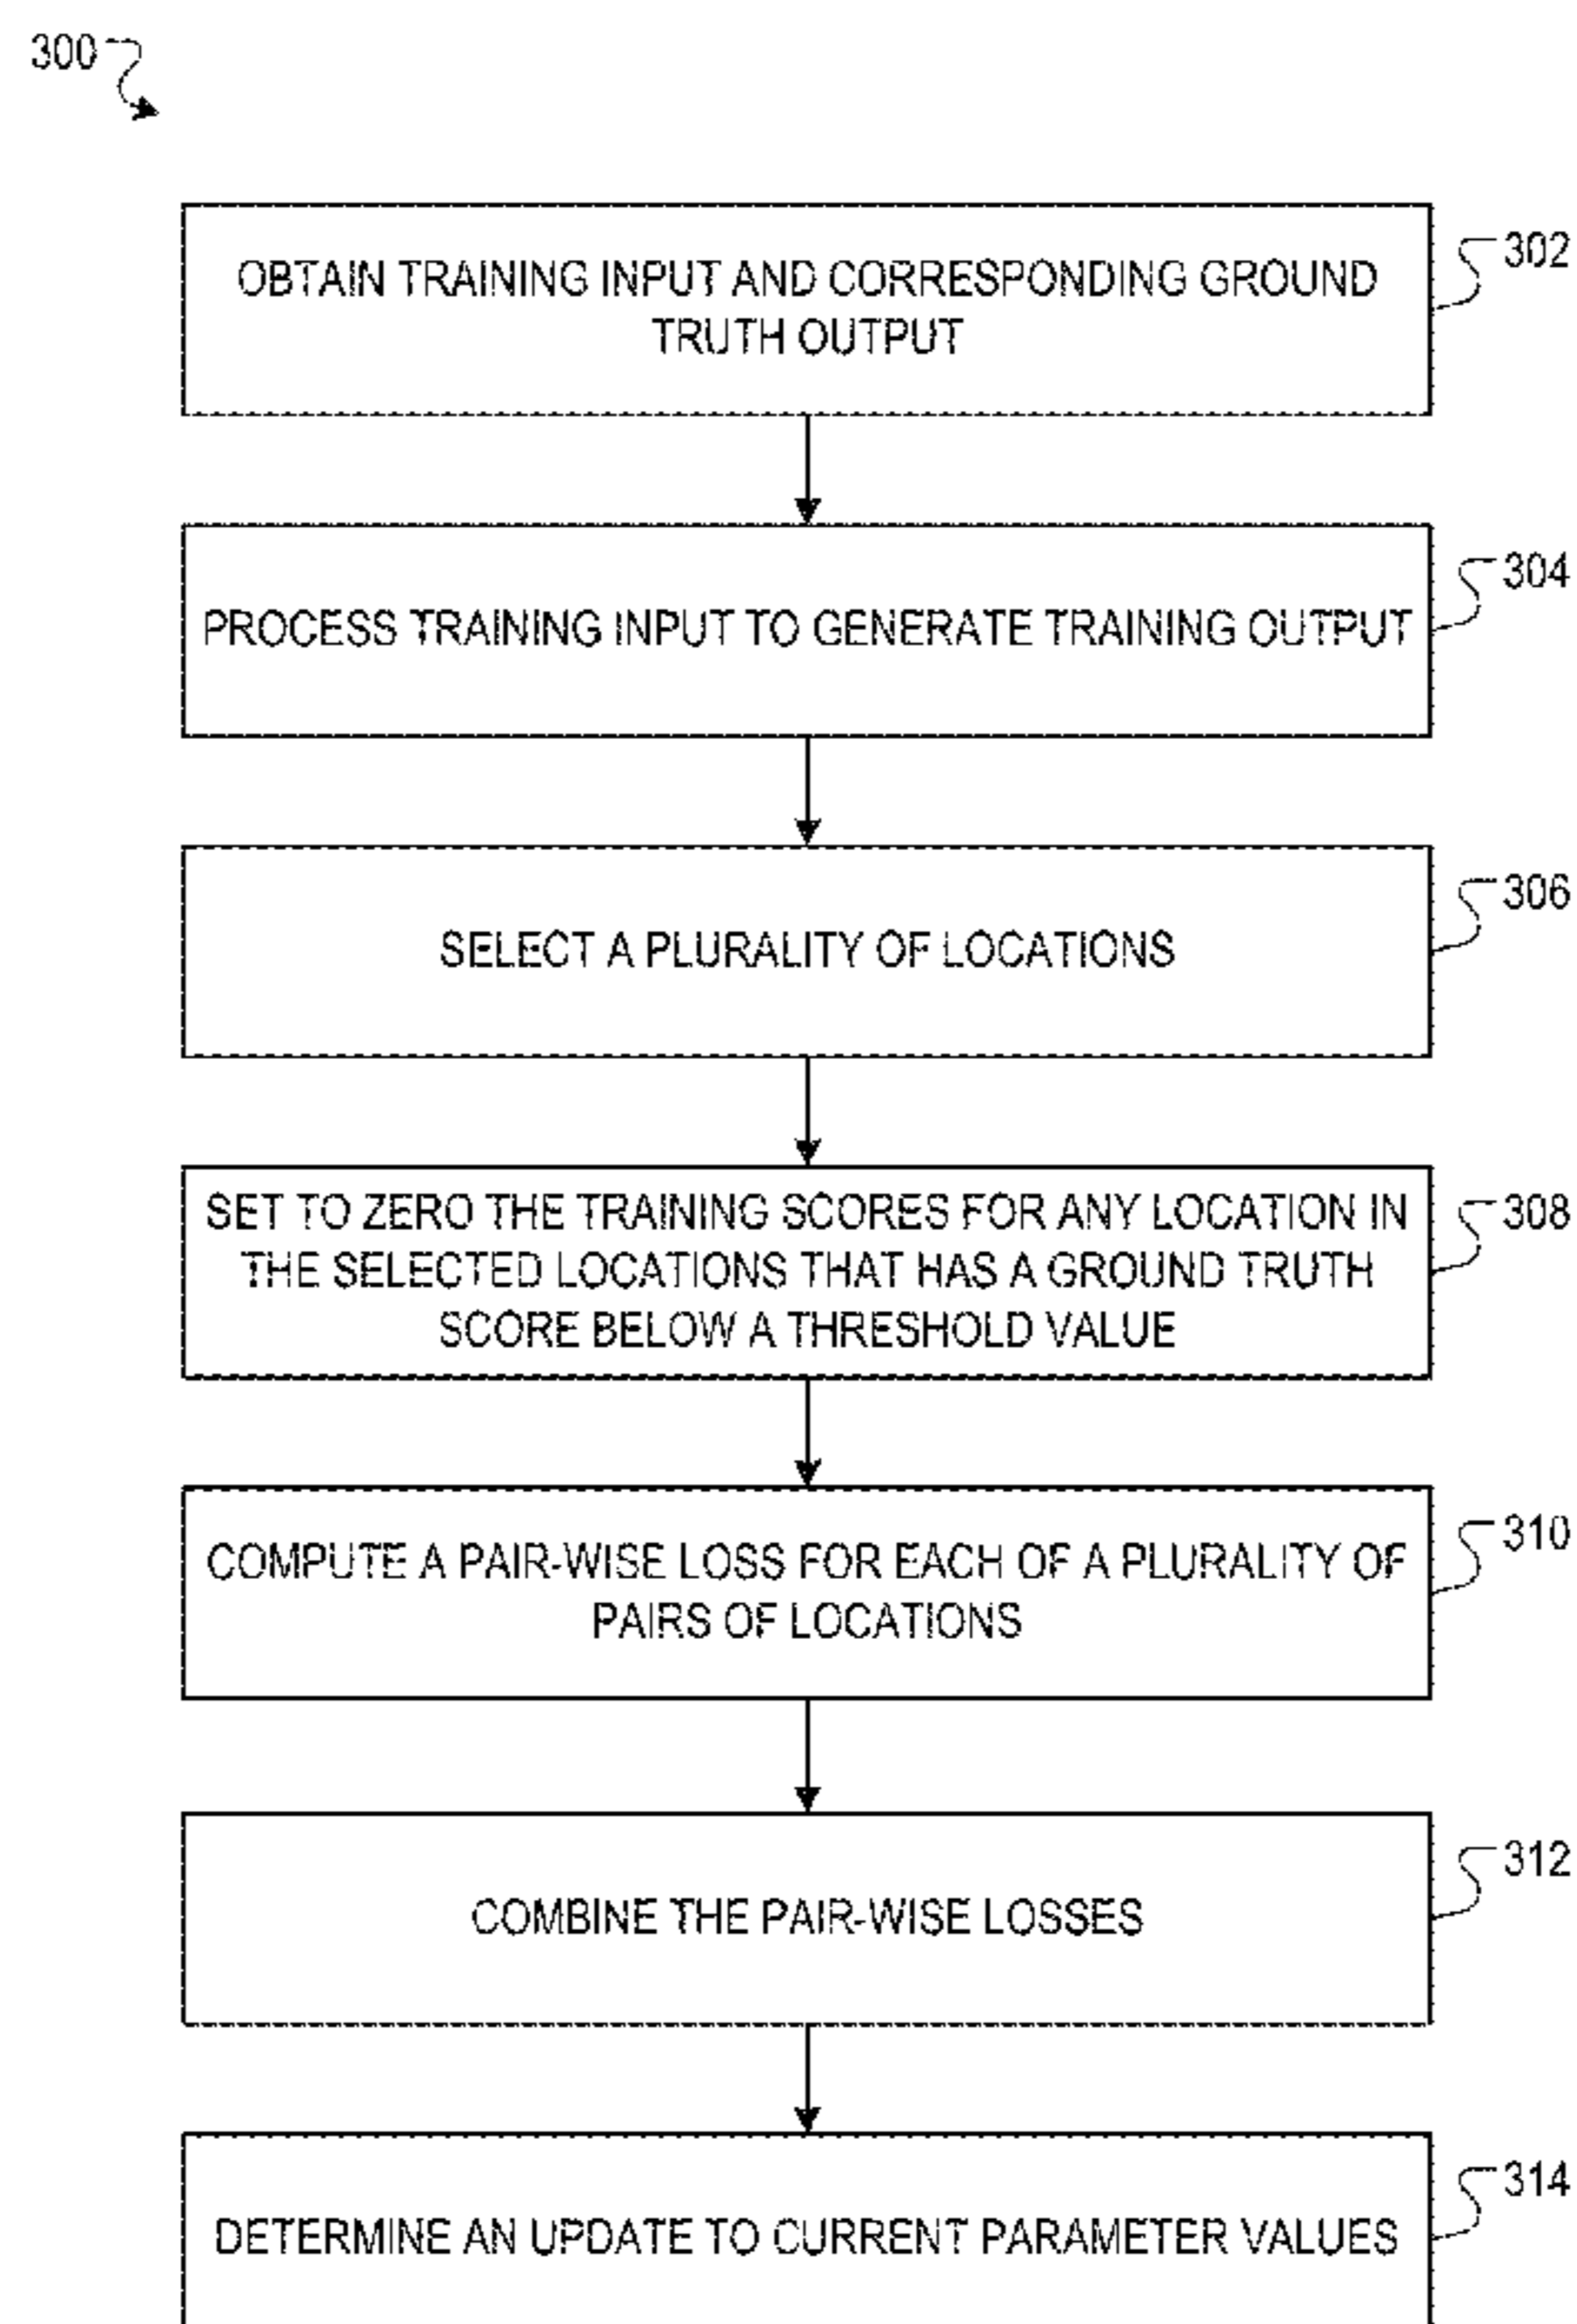 300
OBTAIN TRAINING INPUT AND CORRESPONDING GROUND
TRUTH OUTPUT
302
PROCESS TRAINING INPUT TO GENERATE TRAINING OUTPUT
304
SELECT A PLURALITY OF LOCATIONS
306
SET TO ZERO THE TRAINING SCORES FOR ANY LOCATION IN
THE SELECTED LOCATIONS THAT HAS A GROUND TRUTH
SCORE BELOW A THRESHOLD VALUE
308
COMPUTE A PAIR-WISE LOSS FOR EACH OF A PLURALITY OF
PAIRS OF LOCATIONS
310
COMBINE THE PAIR-WISE LOSSES
312
DETERMINE AN UPDATE TO CURRENT PARAMETER VALUES
314